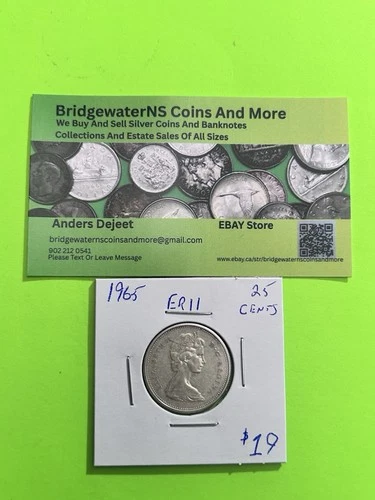 BridgewaterNS Coins And More
We Buy And Sell Silver Coins And Banknotes
Collections And Estate Sales Of All Sizes
Anders Dejeet
EBAY Store
bridgewaternscoinsandmore@gmail.com
902 212 0541
Please Text Or Leave Message
www.ebay.ca/str/bridgewaternscoinsandmore
1965
ERII
25
CENTS
$19